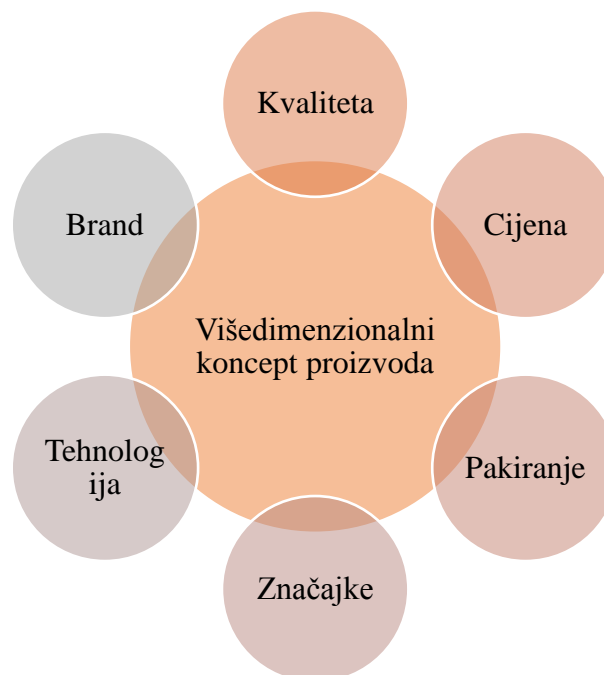 Kvaliteta
Brand
Cijena
Višedimenzionalni
koncept proizvoda
Tehnolog
ija
Pakiranje
Značajke